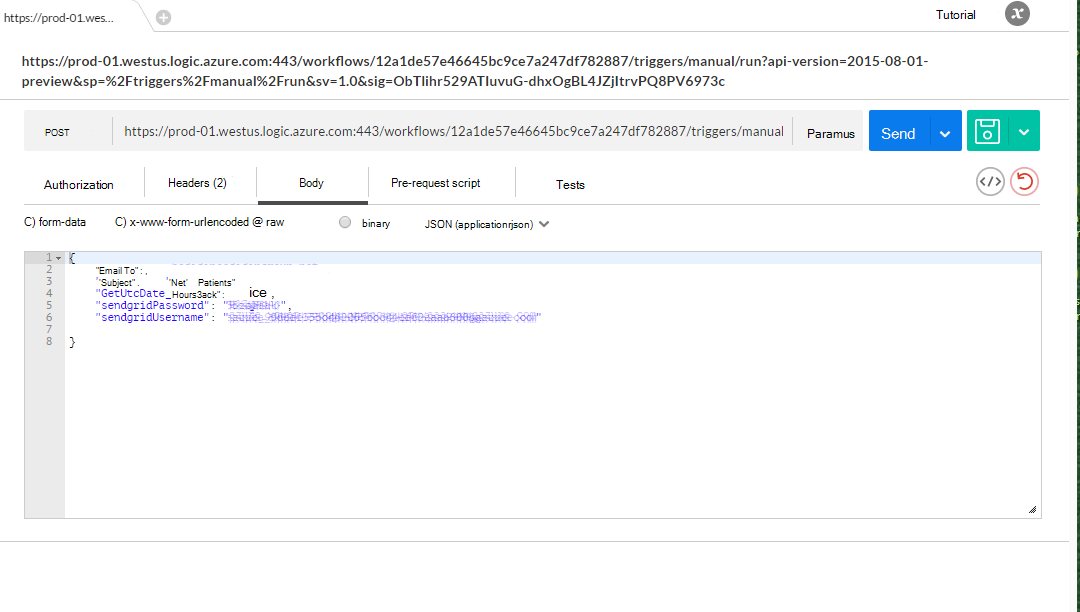 https://prod-01.wes...
Tutorial
https://prod-01.westus.logic.azure.com:443/workflows/12a1de57e46645bc9ce7a247df782887/triggers/manual/run?api-version=2015-08-01-
preview&sp=%2Ftriggers%2Fmanual%2Frun&sv=1.0&sig=ObTlihr529ATIuvuG-dhxOgBL4JZjItrvPQ8PV6973c
POST https://prod-01.westus.logic.azure.com:443/workflows/12a1de57e46645bc9ce7a247df782887/triggers/manual Paramus Send
Authorization Headers (2) Body Pre-request script Tests
C) form-data C) x-www-form-urlencoded @ raw binary JSON (applicationrjson)
1 {
2 "Email To":,
3 "Subject". 'Net' Patients"
4 "GetUtcDate_Hours3ack": ice ,
5 "sendgridPassword": "",
6 "sendgridUsername": ""
7
8 }